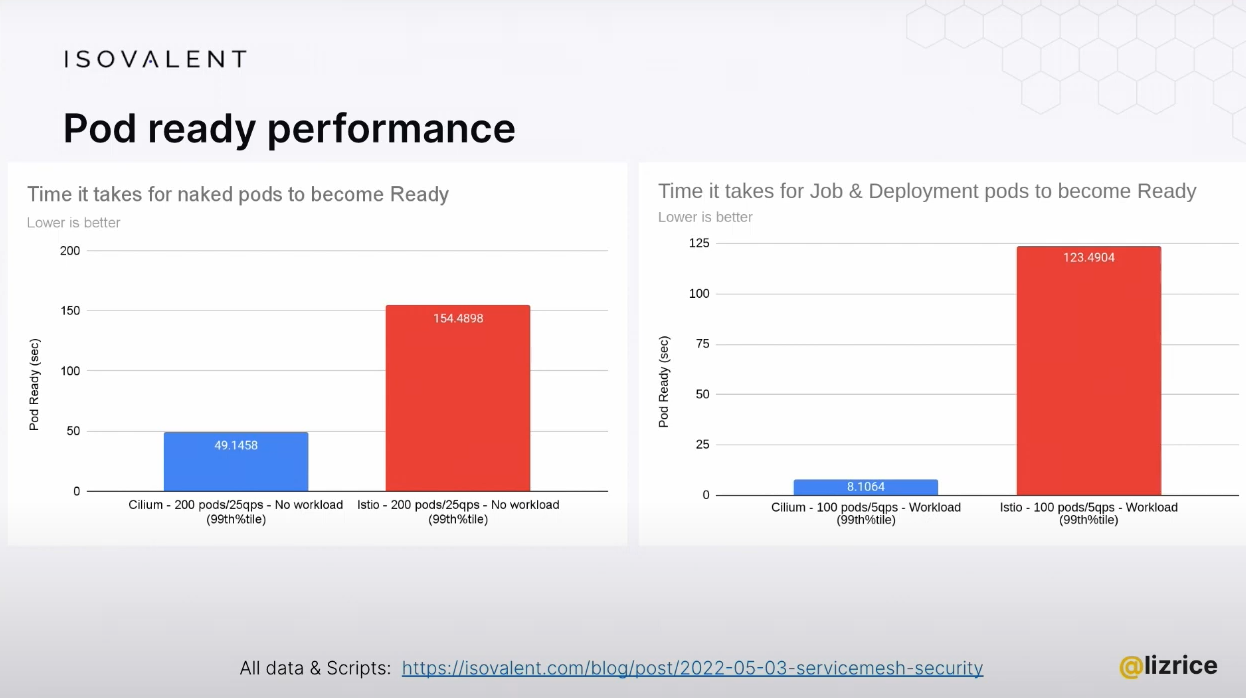 ISOVALENT
Pod ready performance
Time it takes for naked pods to become Ready
Lower is better
200
150
100
50
0
Pod Ready (sec)
49.1458
154.4898
Cilium - 200 pods/25qps - No workload
(99th%tile)
Istio - 200 pods/25qps - No workload
(99th%tile)
Time it takes for Job & Deployment pods to become Ready
Lower is better
125
100
75
50
25
0
Pod Ready (sec)
8.1064
123.4904
Cilium - 100 pods/5qps - Workload
(99th%tile)
Istio - 100 pods/5qps - Workload
(99th%tile)
All data & Scripts: https://isovalent.com/blog/post/2022-05-03-servicemesh-security
@lizrice